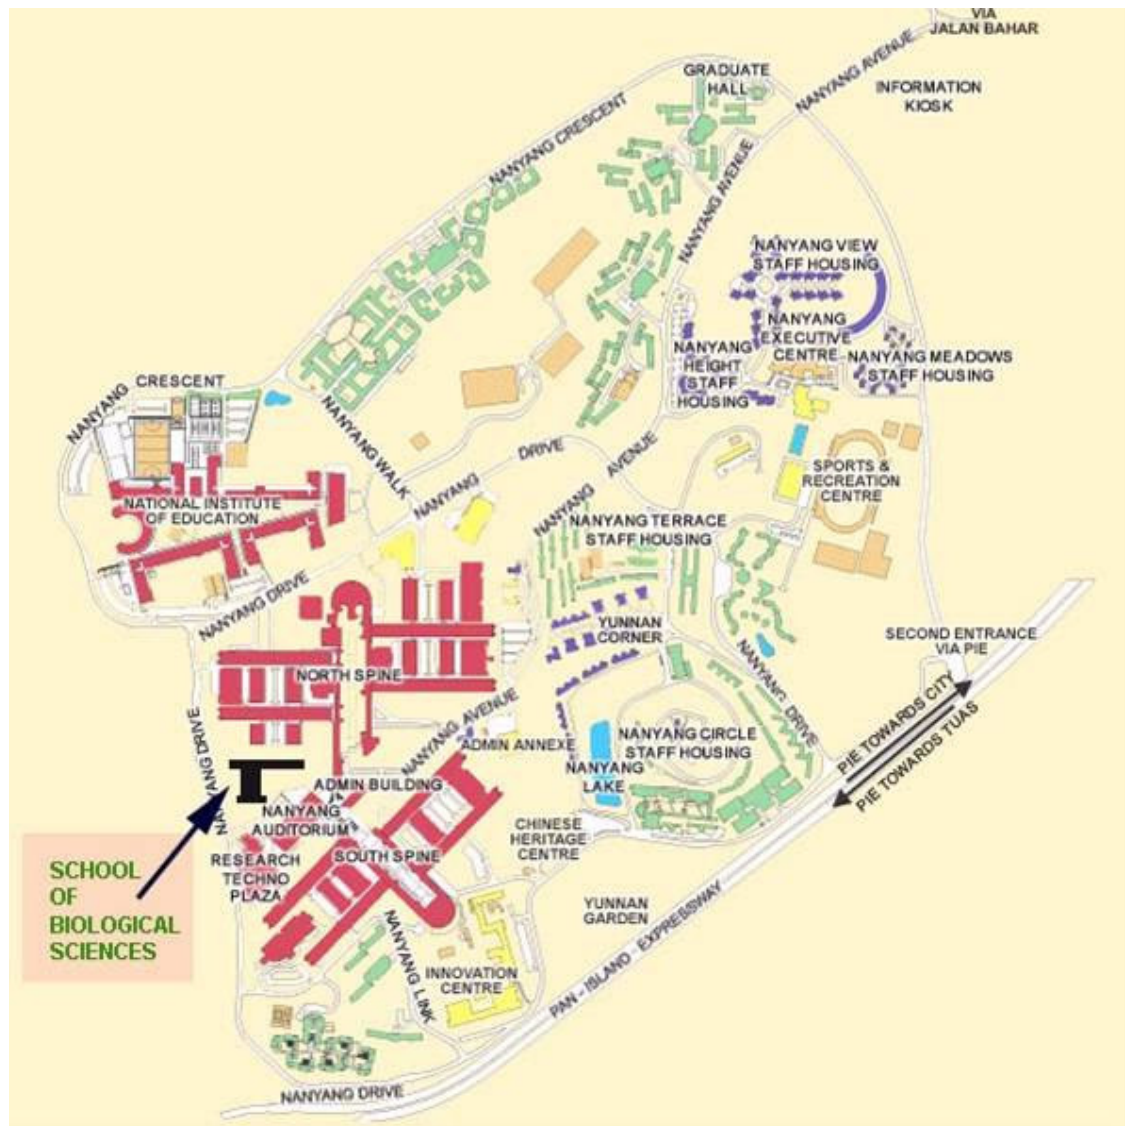 VIA
JALAN BAHAR
NANYANG AVENUE
GRADUATE
HALL
INFORMATION
KIOSK
NANYANG CRESCENT
NANYANG AVENUE
NANYANG VIEW
STAFF HOUSING
NANYANG
EXECUTIVE
CENTRE
NANYANG
HEIGHT
STAFF
HOUSING
NANYANG MEADOWS
STAFF HOUSING
NANYANG CRESCENT
NANYANG WALK
NANYANG DRIVE
NANYANG AVENUE
SPORTS &
RECREATION
CENTRE
NATIONAL INSTITUTE
OF EDUCATION
NANYANG TERRACE
STAFF HOUSING
NANYANG DRIVE
YUNNAN
CORNER
SECOND ENTRANCE
VIA PIE
NORTH SPINE
NANYANG DRIVE
NANYANG DRIVE
PIE TOWARDS CITY
PIE TOWARDS TUAS
NANYANG AVENUE
ADMIN ANNEXE
NANYANG CIRCLE
STAFF HOUSING
NANYANG
LAKE
ADMIN BUILDING
NANYANG
AUDITORIUM
CHINESE
HERITAGE
CENTRE
SOUTH SPINE
RESEARCH
TECHNO
PLAZA
SCHOOL
OF
BIOLOGICAL
SCIENCES
YUNNAN
GARDEN
PAN - ISLAND EXPRESSWAY
NANYANG LINK
INNOVATION
CENTRE
NANYANG DRIVE